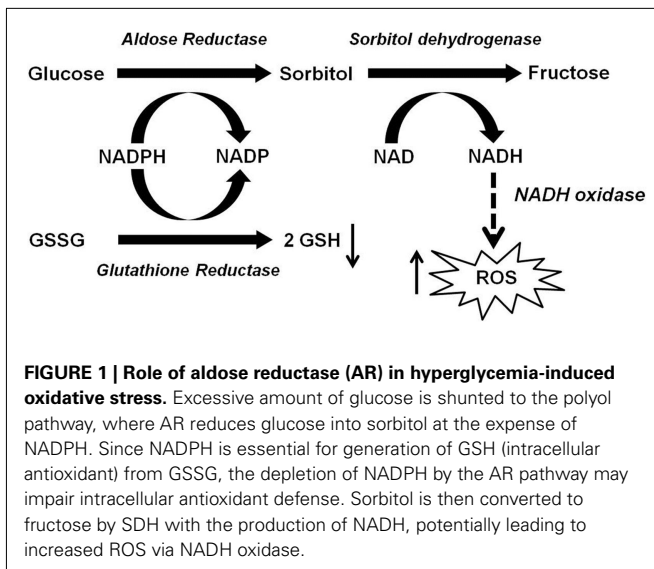 Aldose Reductase Sorbitol dehydrogenase
Glucose Sorbitol Fructose
NADPH NADP NAD NADH
NADH oxidase
GSSG 2 GSH ROS
Glutathione Reductase
FIGURE 1 | Role of aldose reductase (AR) in hyperglycemia-induced
oxidative stress. Excessive amount of glucose is shunted to the polyol
pathway, where AR reduces glucose into sorbitol at the expense of
NADPH. Since NADPH is essential for generation of GSH (intracellular
antioxidant) from GSSG, the depletion of NADPH by the AR pathway may
impair intracellular antioxidant defense. Sorbitol is then converted to
fructose by SDH with the production of NADH, potentially leading to
increased ROS via NADH oxidase.